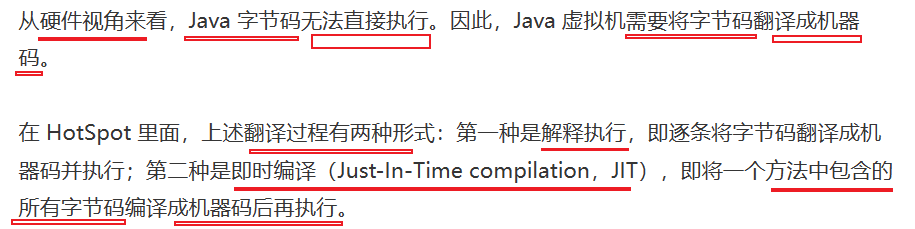 从硬件视角来看，Java 字节码无法直接执行。因此，Java 虚拟机需要将字节码翻译成机器
码。
在 HotSpot 里面，上述翻译过程有两种形式：第一种是解释执行，即逐条将字节码翻译成机
器码并执行；第二种是即时编译（Just-In-Time compilation，JIT），即将一个方法中包含的
所有字节码编译成机器码后再执行。